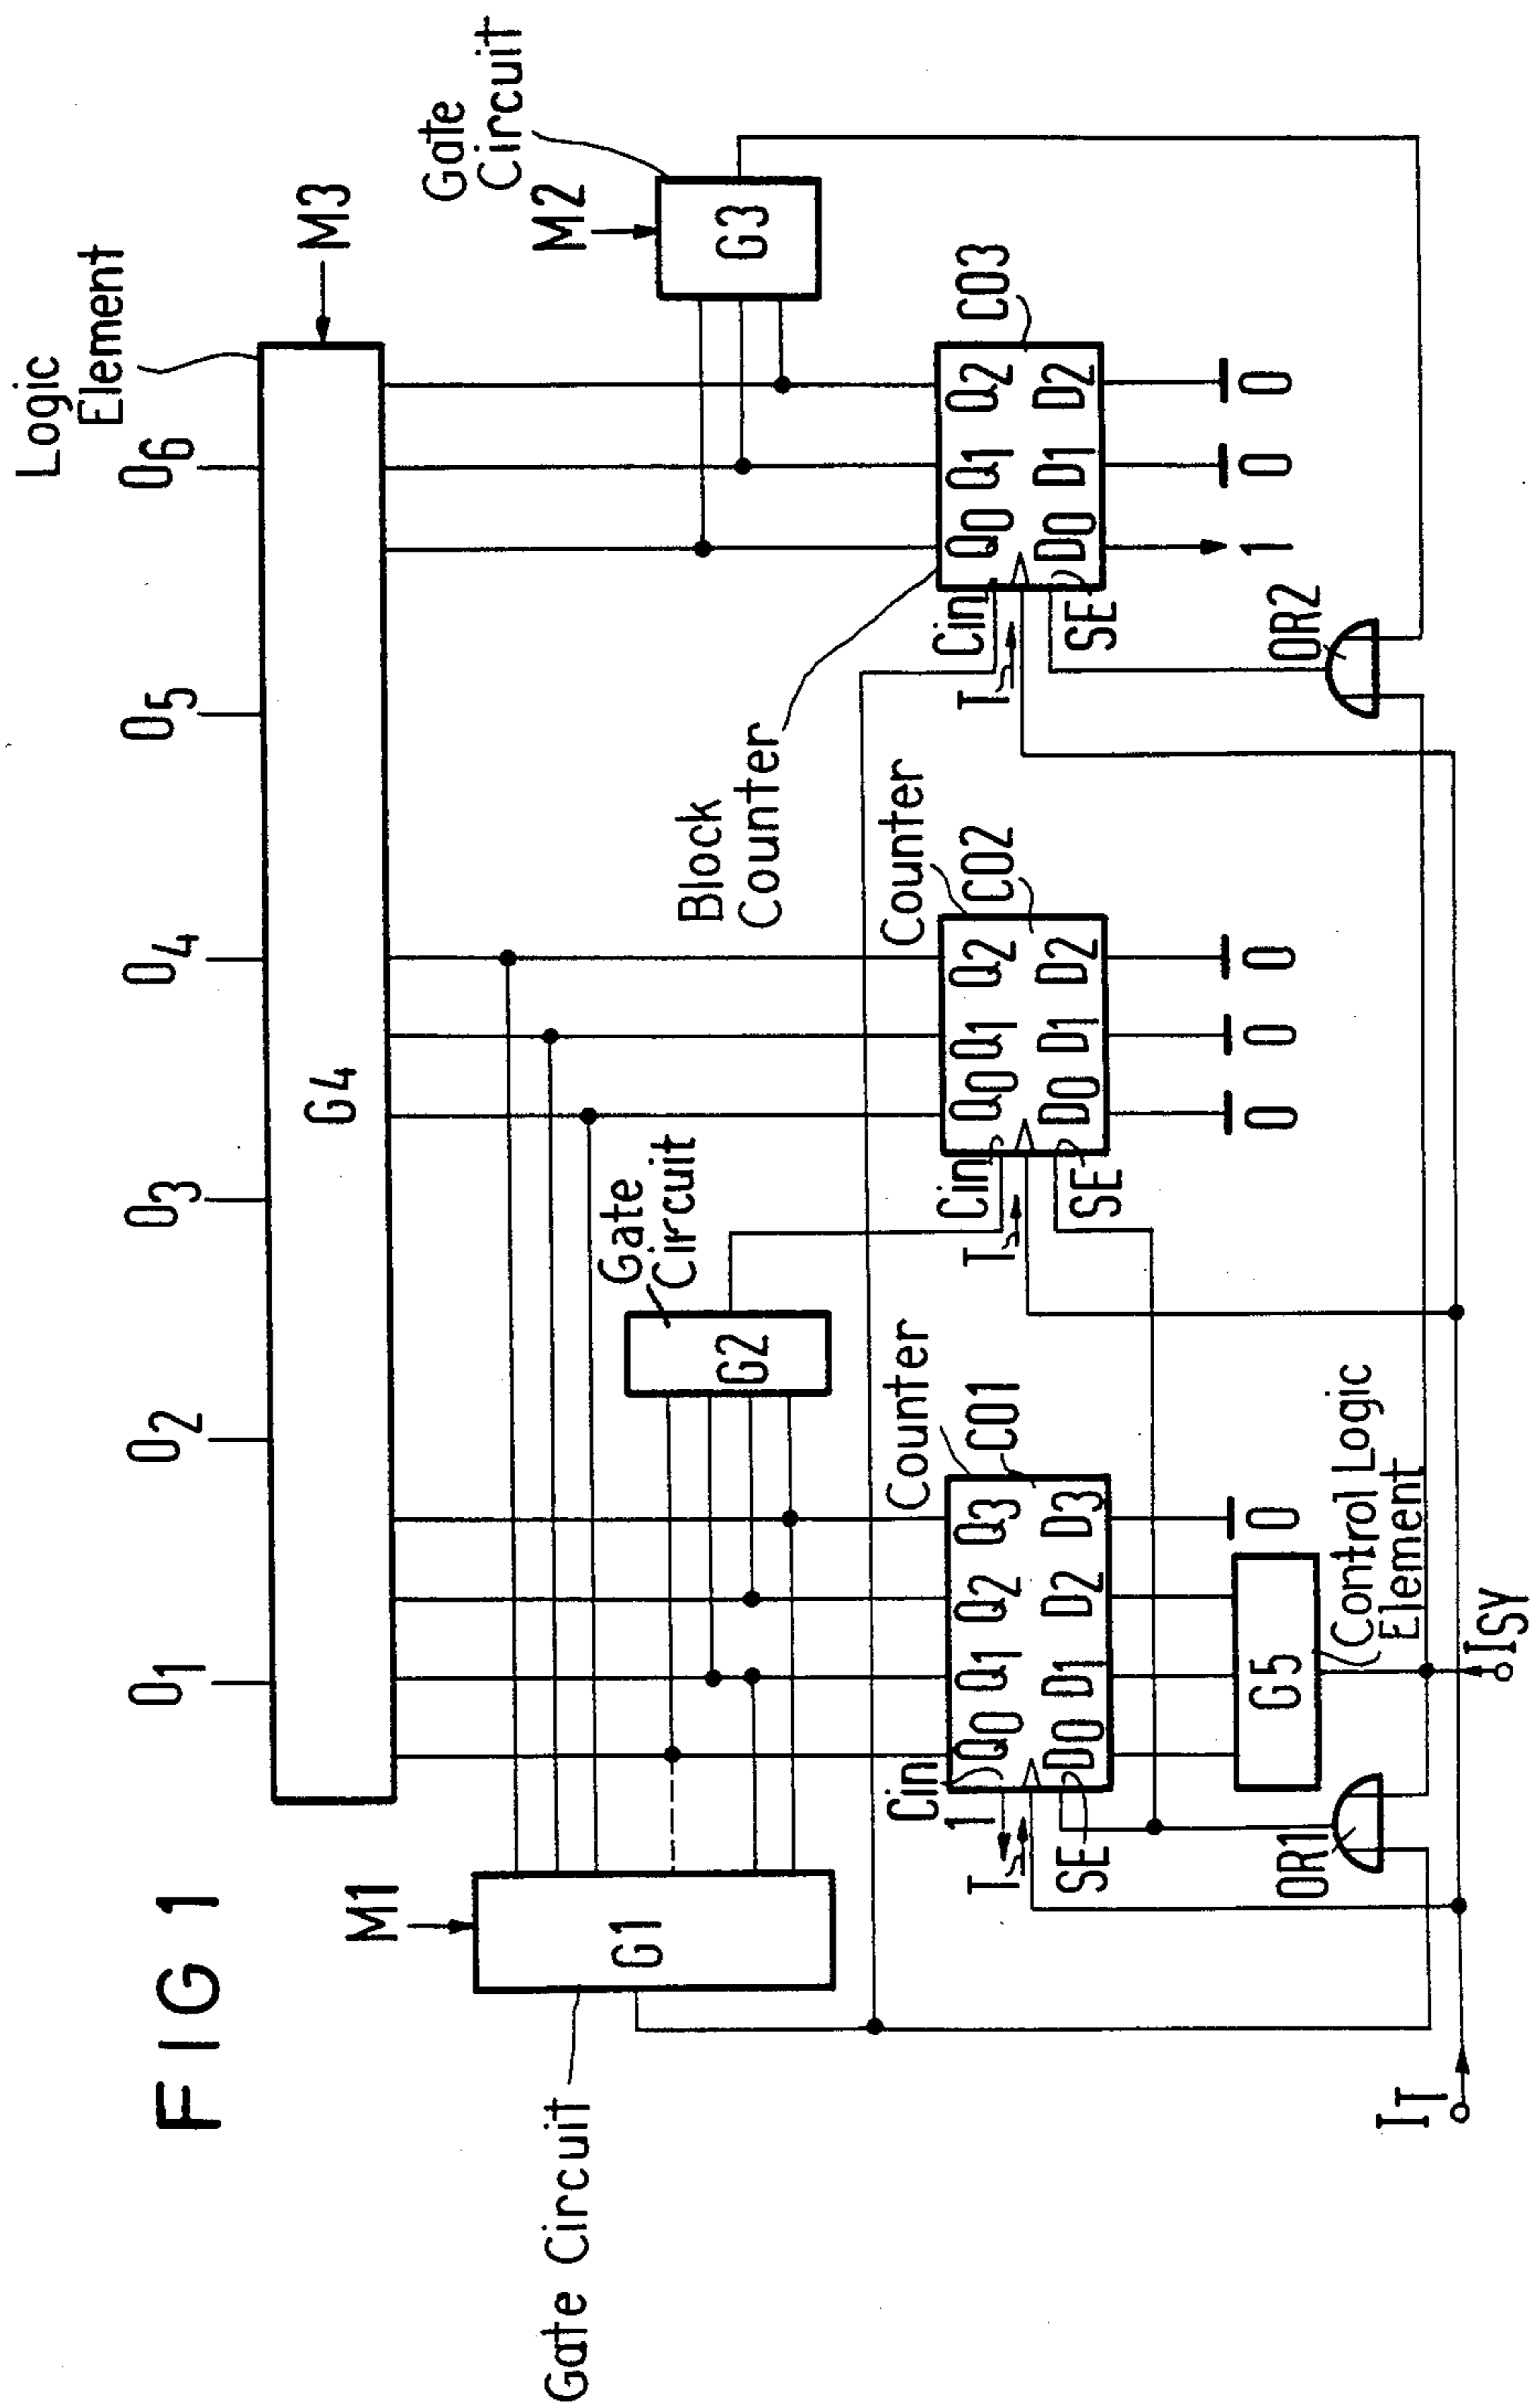 FIG 1
Logic
Element
O1 O2 O3 O4 O5 O6
G4
M3
M1
Gate Circuit
G1
Gate
Circuit
G2
Gate
Circuit
M2
G3
Block
Counter
Counter
CO1
Cin
1
T
SE
Q0 Q1 Q2 Q3
D0 D1 D2 D3
Counter
CO2
Cin
T
SE
Q0 Q1 Q2
D0 D1 D2
CO3
Cin
T
SE
Q0 Q1 Q2
D0 D1 D2
0
0 0 0
1 0 0
G5
Control Logic
Element
OR1
OR2
IT
ISY